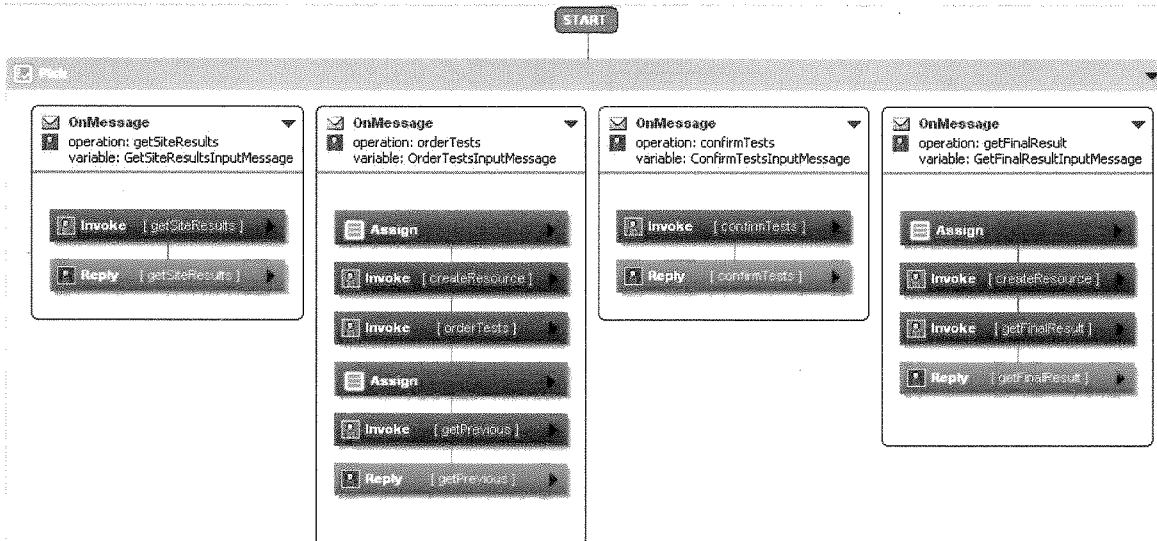 START
Pick
OnMessage
operation: getSiteResults
variable: GetSiteResultsInputMessage
Invoke [ getSiteResults ]
Reply [ getSiteResults ]
OnMessage
operation: orderTests
variable: OrderTestsInputMessage
Assign
Invoke [ createResource ]
Invoke [ orderTests ]
Assign
Invoke [ getPrevious ]
Reply [ getPrevious ]
OnMessage
operation: confirmTests
variable: ConfirmTestsInputMessage
Invoke [ confirmTests ]
Reply [ confirmTests ]
OnMessage
operation: getFinalResult
variable: GetFinalResultInputMessage
Assign
Invoke [ createResource ]
Invoke [ getFinalResult ]
Reply [ getFinalResult ]